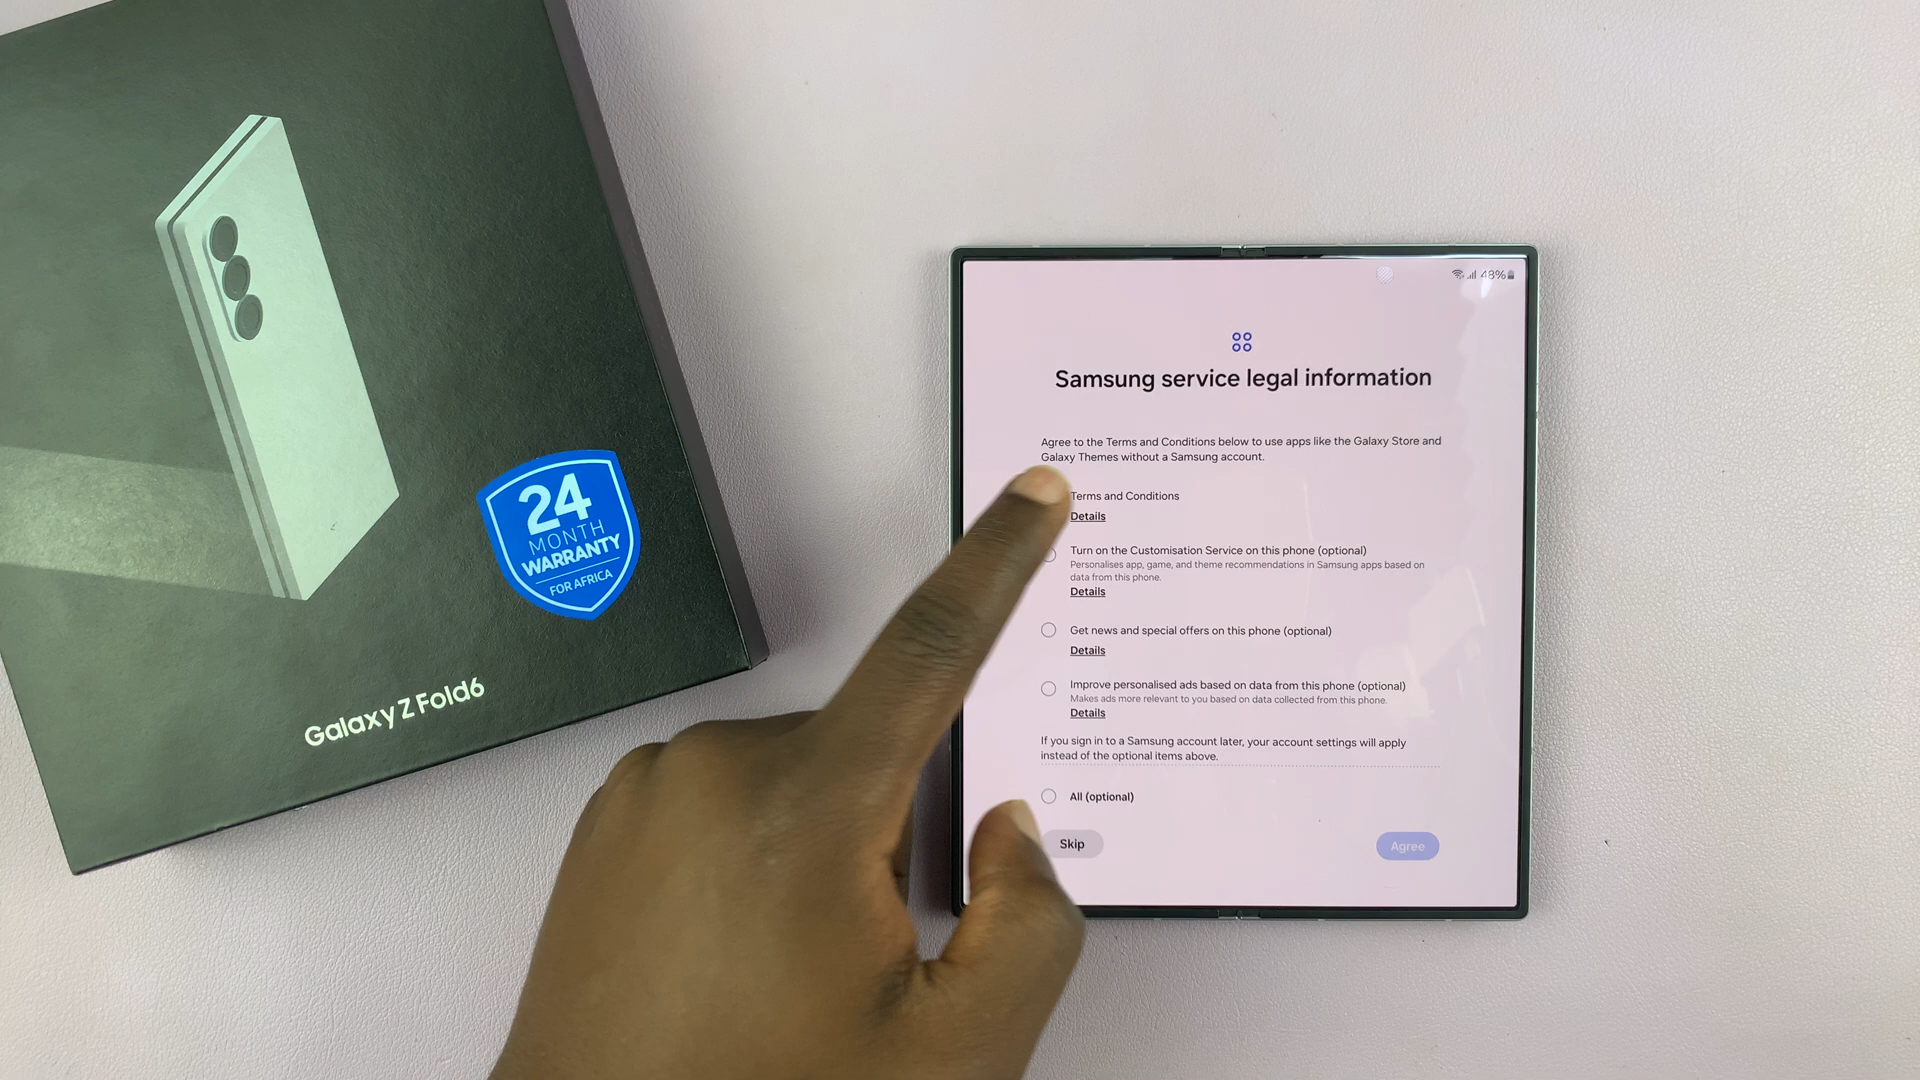 24
MONTH
WARRANTY
FOR AFRICA
Galaxy Z Fold6
48%
Samsung service legal information
Agree to the Terms and Conditions below to use apps like the Galaxy Store and
Galaxy Themes without a Samsung account.
Terms and Conditions
Details
Turn on the Customisation Service on this phone (optional)
Personalises app, game, and theme recommendations in Samsung apps based on
data from this phone.
Details
Get news and special offers on this phone (optional)
Details
Improve personalised ads based on data from this phone (optional)
Makes ads more relevant to you based on data collected from this phone.
Details
If you sign in to a Samsung account later, your account settings will apply
instead of the optional items above.
All (optional)
Skip
Agree